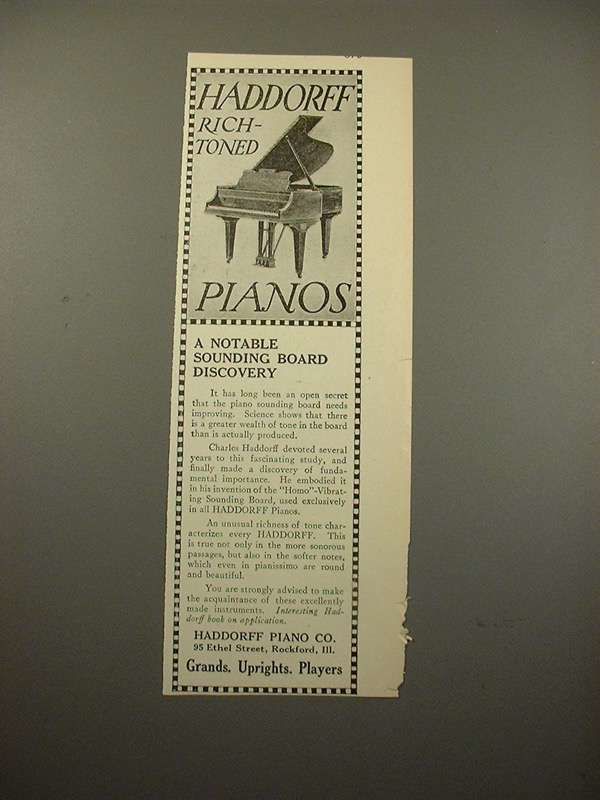 HADDORFF
RICH-
TONED
PIANOS
A NOTABLE
SOUNDING BOARD
DISCOVERY
It has long been an open secret
that the piano sounding board needs
improving. Science shows that there
is a greater wealth of tone in the board
than is actually produced.
Charles Haddorff devoted several
years to this fascinating study, and
finally made a discovery of funda-
mental importance. He embodied it
in his invention of the "Homo"-Vibrat-
ing Sounding Board, used exclusively
in all HADDORFF Pianos.
An unusual richness of tone char-
acterizes every HADDORFF. This
is true not only in the more sonorous
passages, but also in the softer notes,
which even in pianissimo are round
and beautiful.
You are strongly advised to make
the acquaintance of these excellently
made instruments. Interesting Had-
dorff book on application.
HADDORFF PIANO CO.
95 Ethel Street, Rockford, Ill.
Grands. Uprights. Players